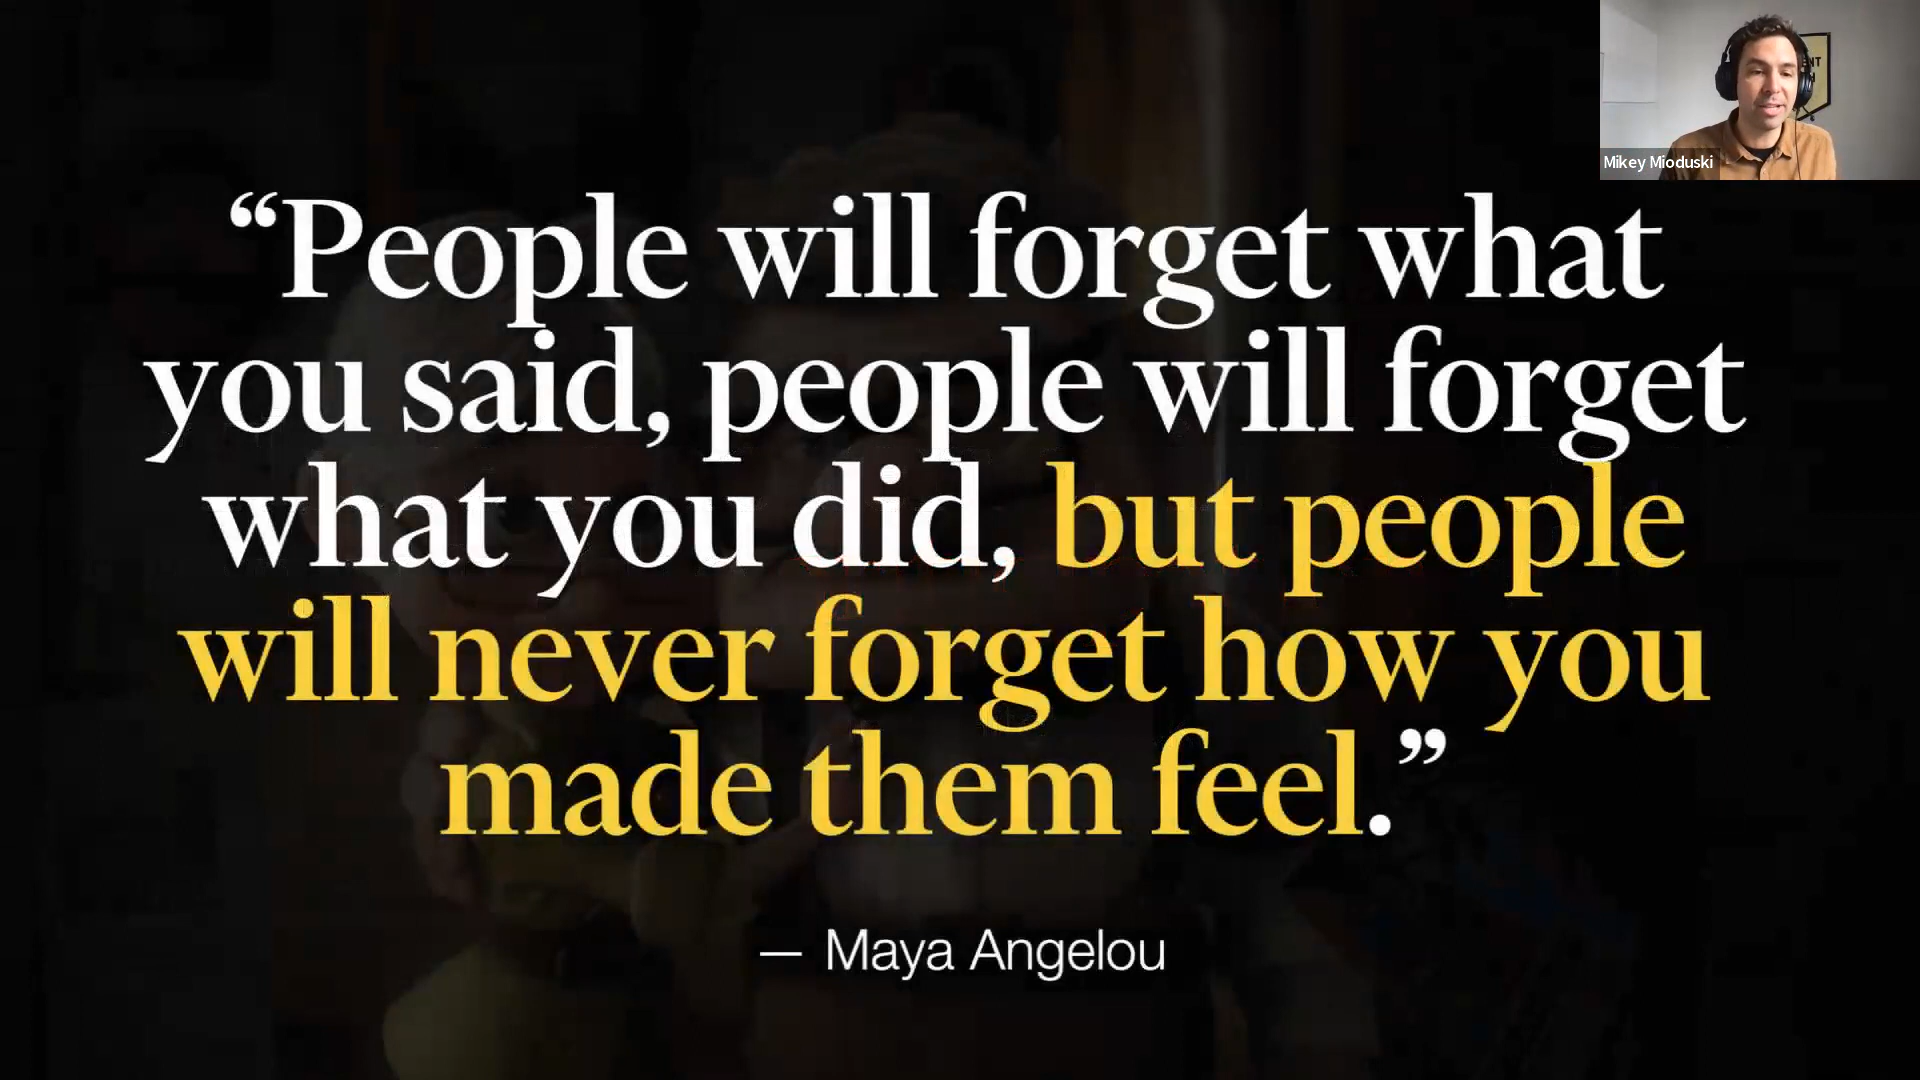 “People will forget what
you said, people will forget
what you did, but people
will never forget how you
made them feel.”
— Maya Angelou
Mikey Mioduski